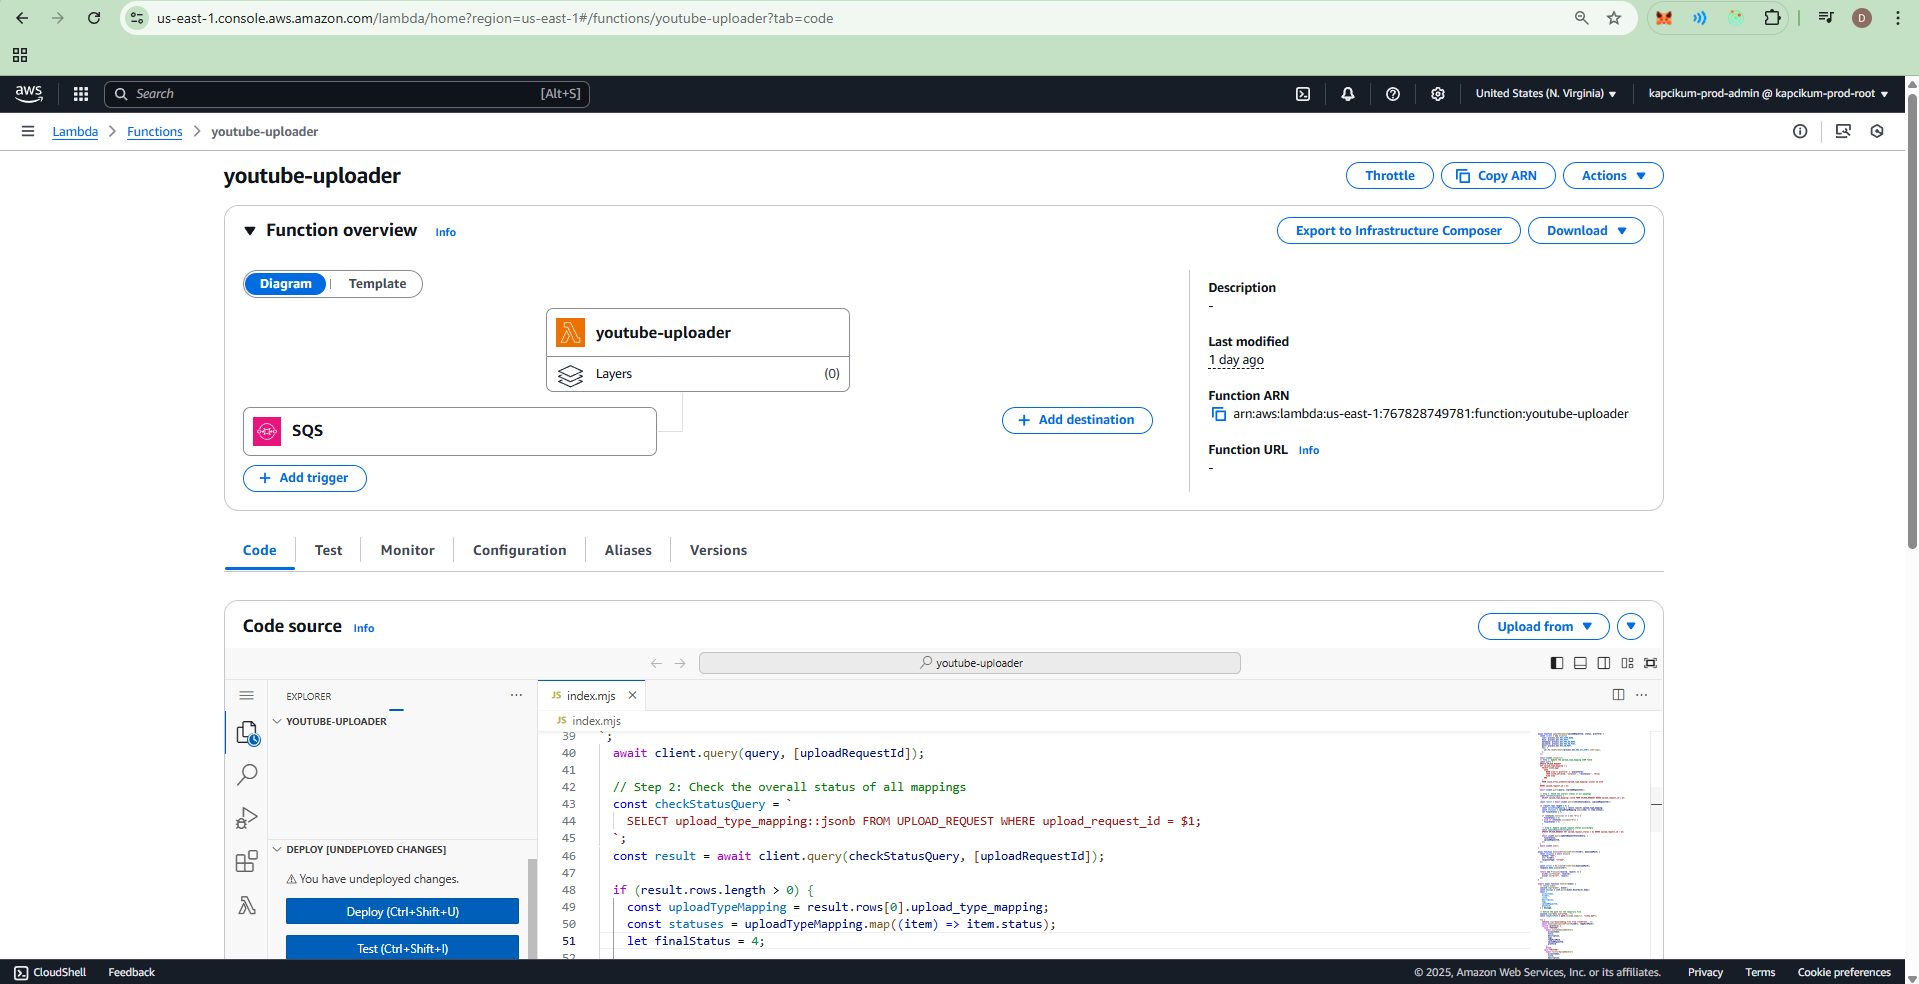 us-east-1.console.aws.amazon.com/lambda/home?region=us-east-1#/functions/youtube-uploader?tab=code
D
aws
Search [Alt+S]
United States (N. Virginia)
kapcikum-prod-admin @ kapcikum-prod-root
Lambda
Functions
youtube-uploader
youtube-uploader
Throttle
Copy ARN
Actions
Function overview Info
Export to Infrastructure Composer
Download
Diagram
Template
youtube-uploader
Layers (0)
SQS
Add trigger
Add destination
Description
-
Last modified
1 day ago
Function ARN
arn:aws:lambda:us-east-1:767828749781:function:youtube-uploader
Function URL Info
-
Code
Test
Monitor
Configuration
Aliases
Versions
Code source Info
Upload from
youtube-uploader
EXPLORER
YOUTUBE-UPLOADER
DEPLOY [UNDEPLOYED CHANGES]
You have undeployed changes.
Deploy (Ctrl+Shift+U)
Test (Ctrl+Shift+I)
JS index.mjs
JS index.mjs
39 `;
40 await client.query(query, [uploadRequestId]);
41
42 // Step 2: Check the overall status of all mappings
43 const checkStatusQuery = `
44 SELECT upload_type_mapping::jsonb FROM UPLOAD_REQUEST WHERE upload_request_id = $1;
45 `;
46 const result = await client.query(checkStatusQuery, [uploadRequestId]);
47
48 if (result.rows.length > 0) {
49 const uploadTypeMapping = result.rows[0].upload_type_mapping;
50 const statuses = uploadTypeMapping.map((item) => item.status);
51 let finalStatus = 4;
52
CloudShell
Feedback
© 2025, Amazon Web Services, Inc. or its affiliates.
Privacy
Terms
Cookie preferences